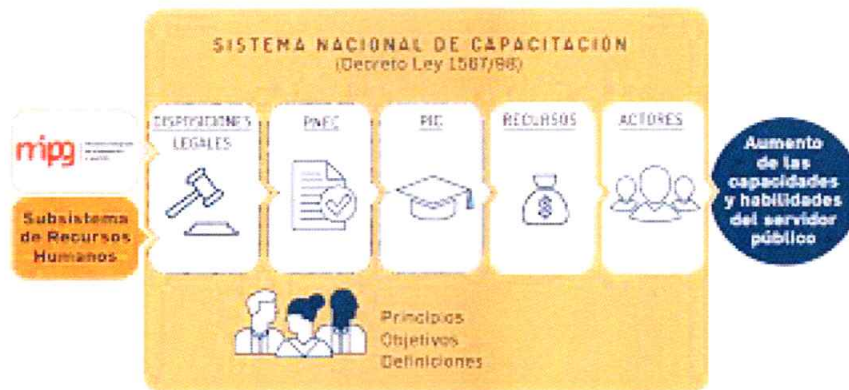 SISTEMA NACIONAL DE CAPACITACIÓN
(Decreto Ley 1567/98)
mipg
Subsistema
de Recursos
Humanos
DISPOSICIONES
LEGALES
PNFC
PIC
RECURSOS
ACTORES
Aumento
de las
capacidades
y habilidades
del servidor
público
Principios
Objetivos
Definiciones